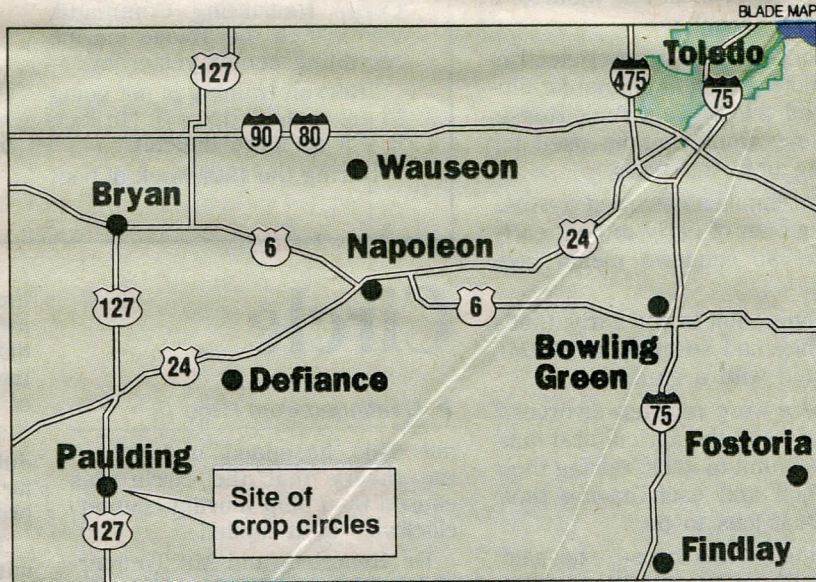 BLADE MAP
Toledo
127
475
75
90
80
Wauseon
Bryan
Napoleon
24
6
127
6
Bowling
Green
24
Defiance
75
Fostoria
Paulding
Site of
crop circles
127
Findlay